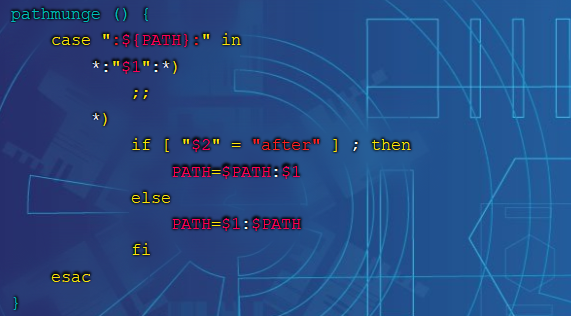 pathmunge () {
    case ":${PATH}:" in
        *:"$1":*)
            ;;
        *)
            if [ "$2" = "after" ] ; then
                PATH=$PATH:$1
            else
                PATH=$1:$PATH
            fi
    esac
}